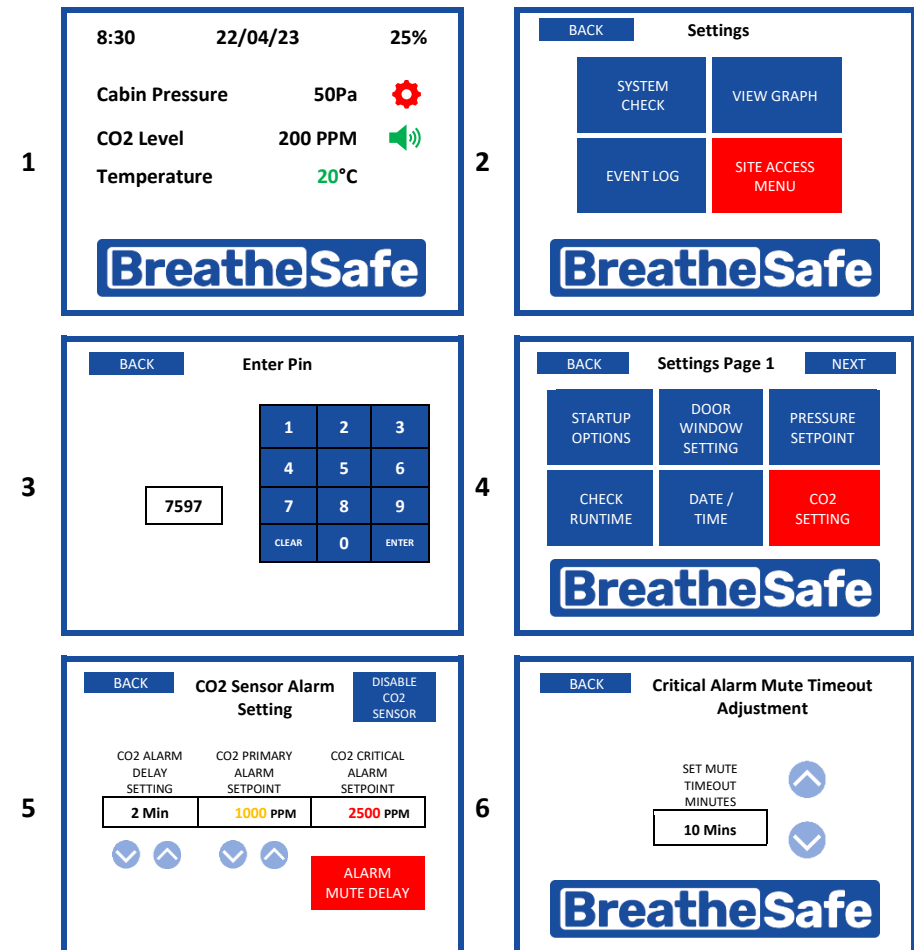 1
8:30 22/04/23 25%
Cabin Pressure 50Pa
CO2 Level 200 PPM
Temperature 20°C
BreatheSafe
2
BACK Settings
SYSTEM
CHECK
VIEW GRAPH
EVENT LOG
SITE ACCESS
MENU
BreatheSafe
3
BACK Enter Pin
7597
1 2 3
4 5 6
7 8 9
CLEAR 0 ENTER
4
BACK Settings Page 1 NEXT
STARTUP
OPTIONS
DOOR
WINDOW
SETTING
PRESSURE
SETPOINT
CHECK
RUNTIME
DATE /
TIME
CO2
SETTING
BreatheSafe
5
BACK
CO2 Sensor Alarm
Setting
DISABLE
CO2
SENSOR
CO2 ALARM
DELAY
SETTING
CO2 PRIMARY
ALARM
SETPOINT
CO2 CRITICAL
ALARM
SETPOINT
2 Min 1000 PPM 2500 PPM
ALARM
MUTE DELAY
6
BACK
Critical Alarm Mute Timeout
Adjustment
SET MUTE
TIMEOUT
MINUTES
10 Mins
BreatheSafe